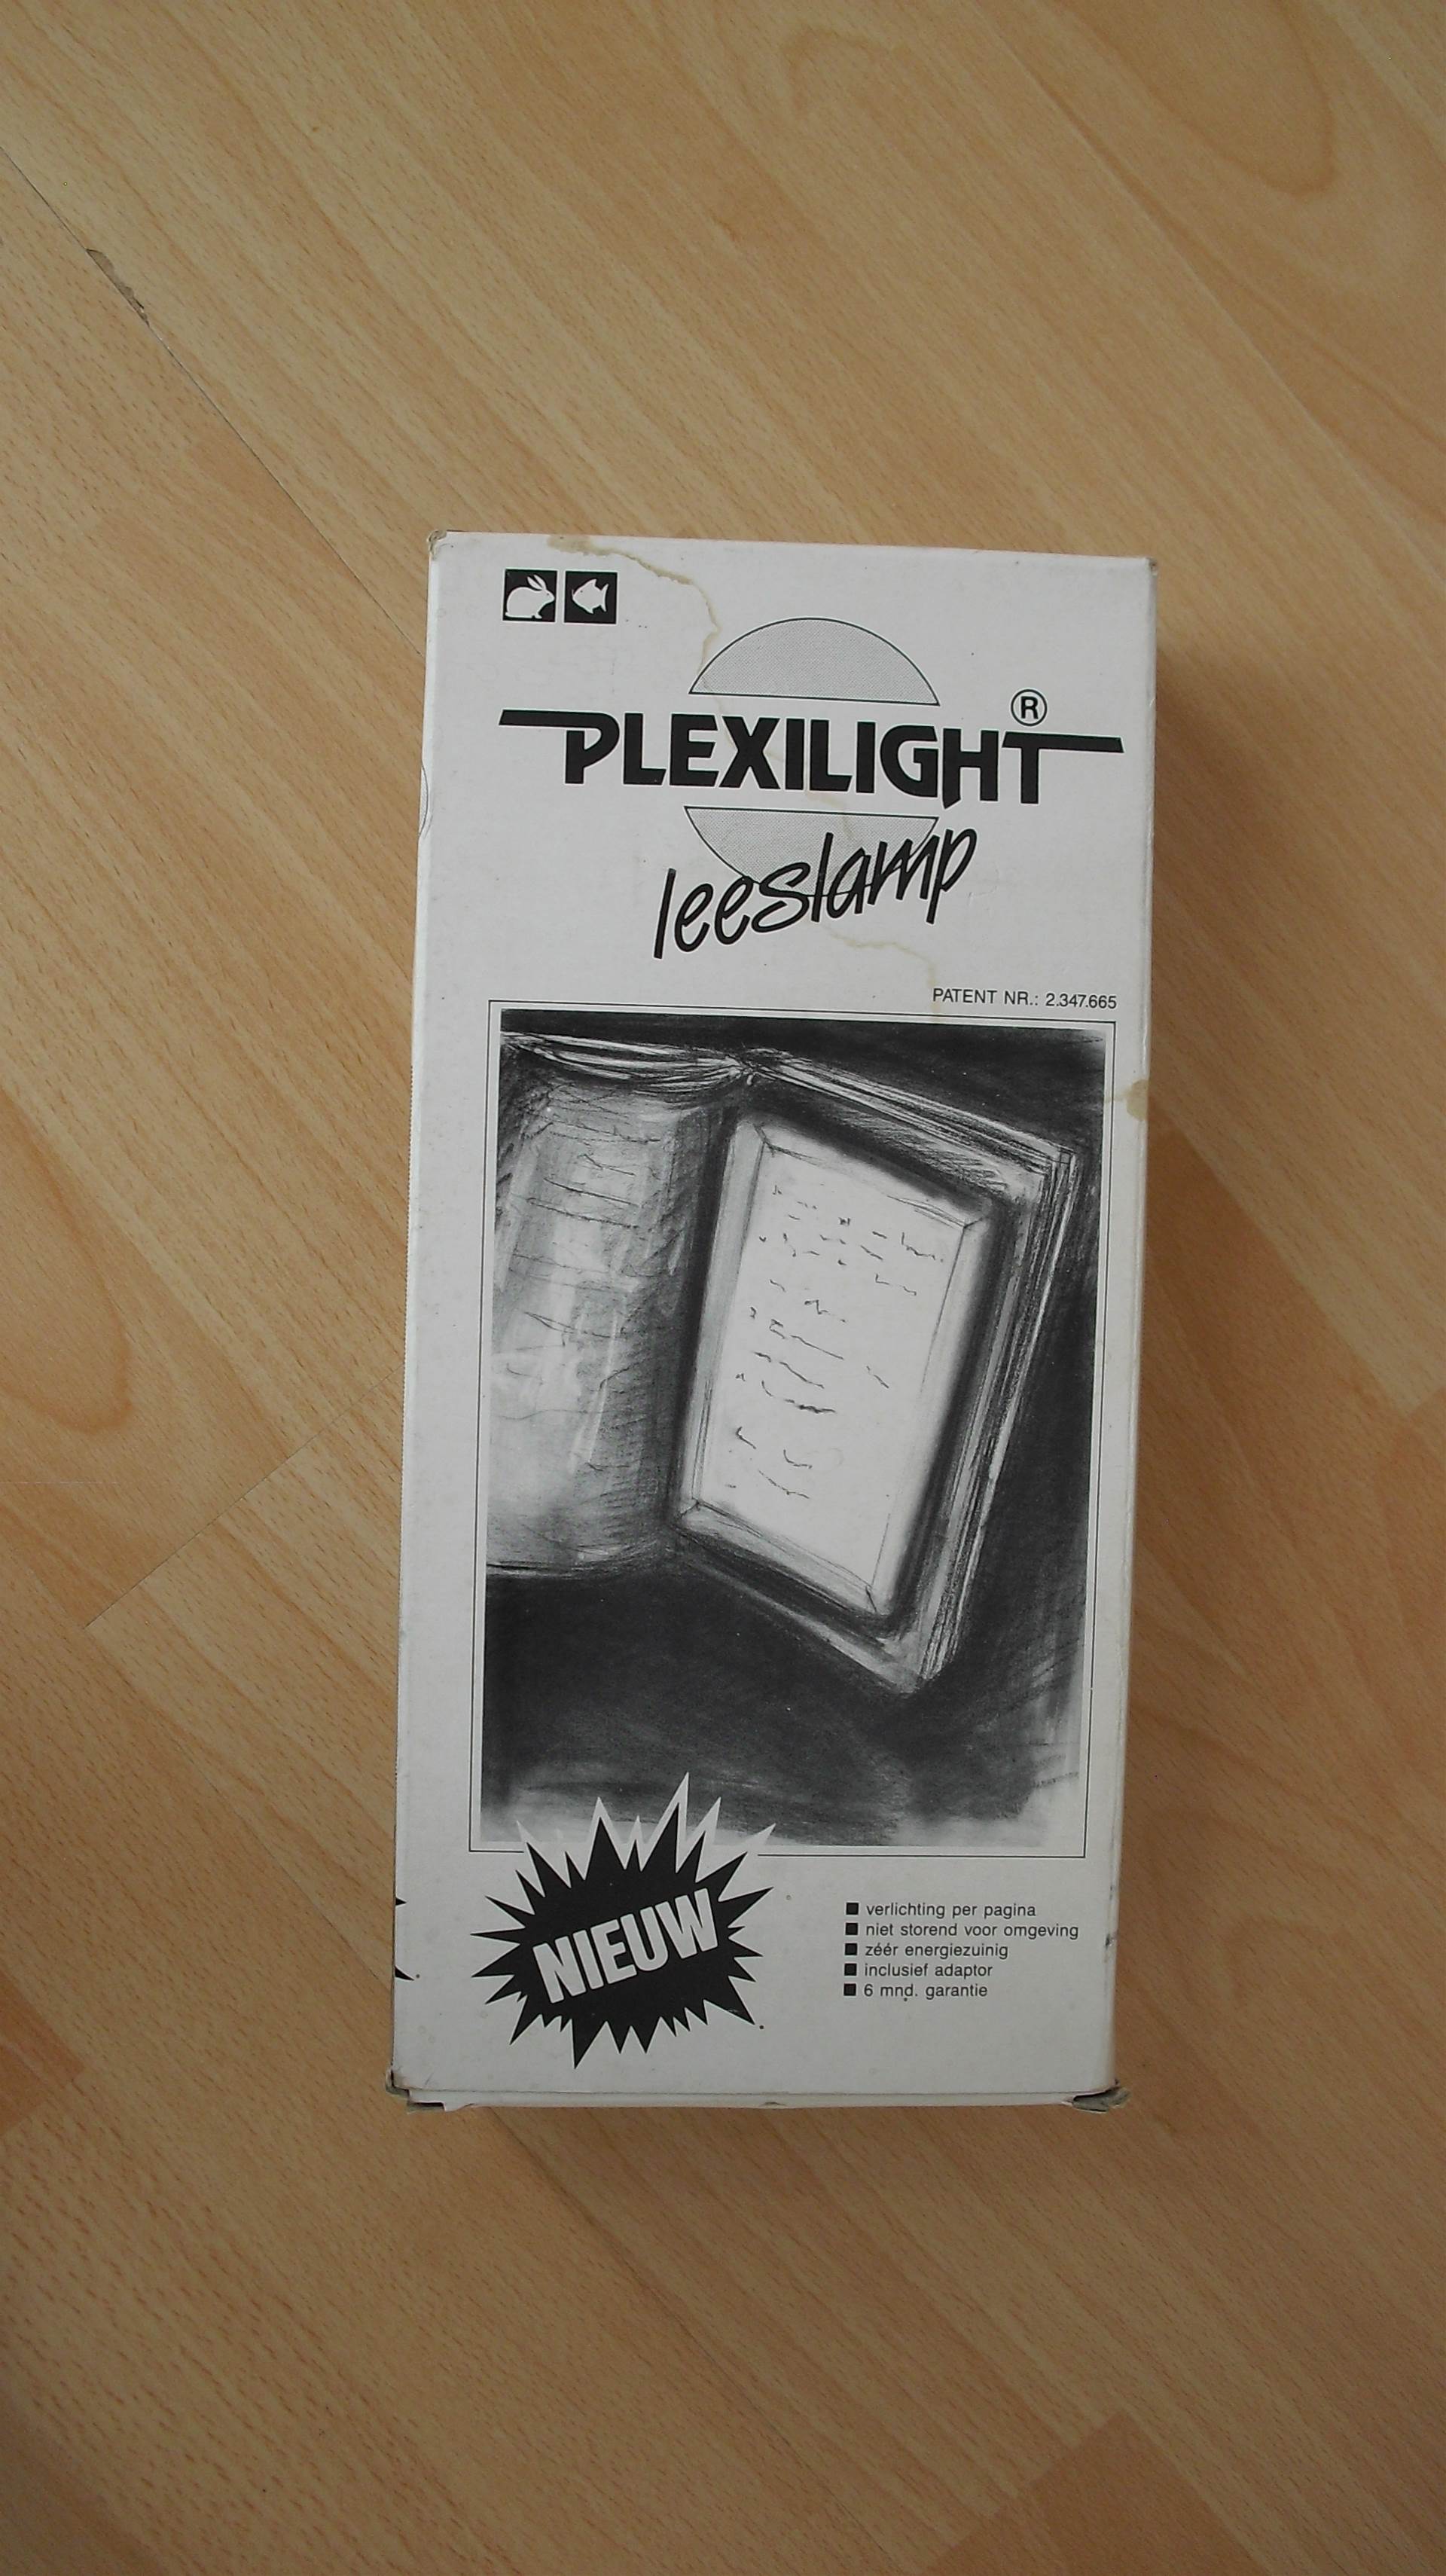 PLEXILIGHT ®
leeslamp
PATENT NR.: 2.347.665
NIEUW
■ verlichting per pagina
■ niet storend voor omgeving
■ zéér energiezuinig
■ inclusief adaptor
■ 6 mnd. garantie